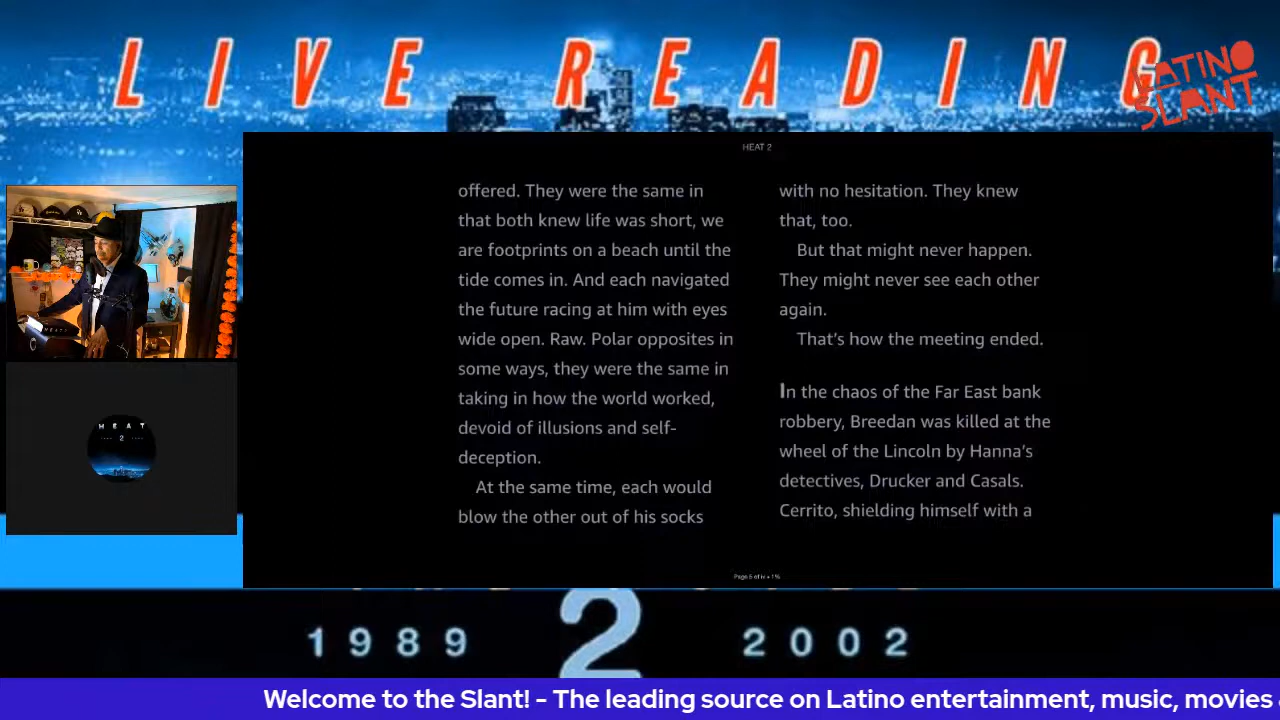 LIVE READING
LATINO
SLANT
HEAT 2
offered. They were the same in
that both knew life was short, we
are footprints on a beach until the
tide comes in. And each navigated
the future racing at him with eyes
wide open. Raw. Polar opposites in
some ways, they were the same in
taking in how the world worked,
devoid of illusions and self-
deception.
At the same time, each would
blow the other out of his socks
with no hesitation. They knew
that, too.
But that might never happen.
They might never see each other
again.
That’s how the meeting ended.
In the chaos of the Far East bank
robbery, Breedan was killed at the
wheel of the Lincoln by Hanna’s
detectives, Drucker and Casals.
Cerrito, shielding himself with a
HEAT
2
1989 2 2002
Welcome to the Slant! - The leading source on Latino entertainment, music, movies